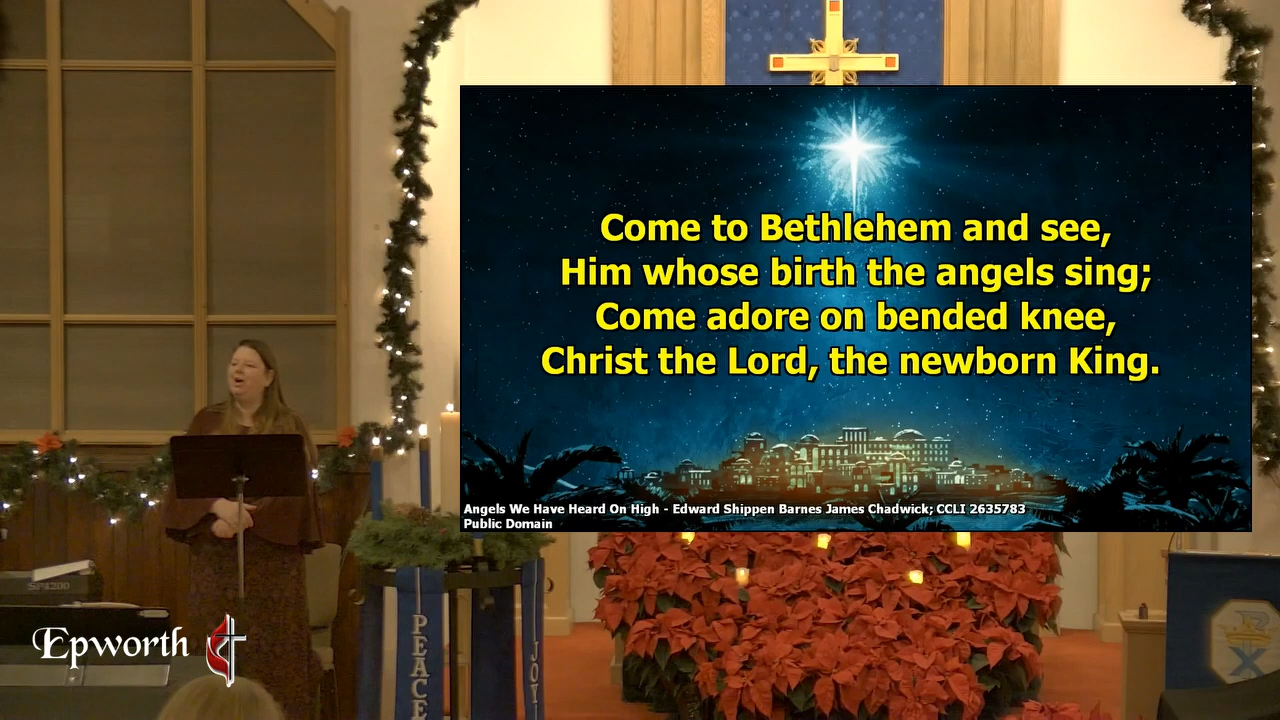 Come to Bethlehem and see,
Him whose birth the angels sing;
Come adore on bended knee,
Christ the Lord, the newborn King.
Angels We Have Heard On High - Edward Shippen Barnes James Chadwick; CCLI 2635783
Public Domain
SP4200
Epworth
PEACE
JOY